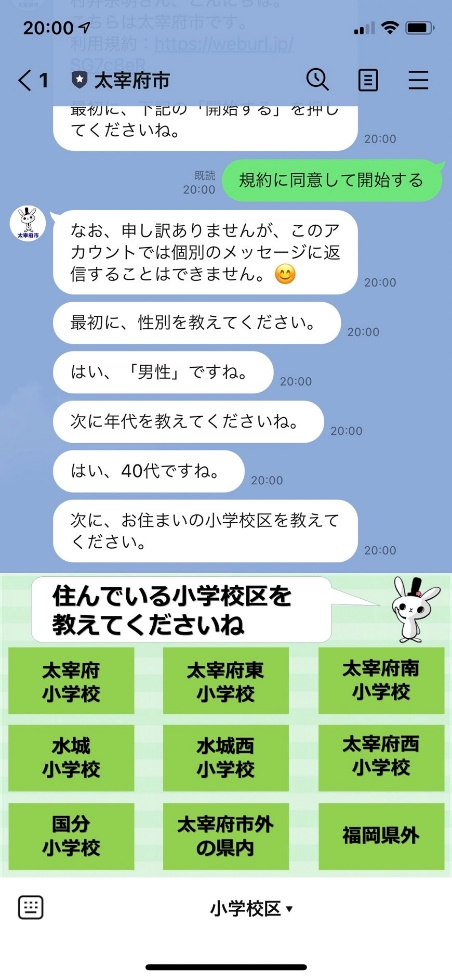 20:00
こちらは太宰府市です。
利用規約：https://weburl.jp/
1 太宰府市
最初に、下記の「開始する」を押し
てくださいね。
20:00
既読
20:00
規約に同意して開始する
太宰府市
なお、申し訳ありませんが、このア
カウントでは個別のメッセージに返
信することはできません。😊
20:00
最初に、性別を教えてください。
20:00
はい、「男性」ですね。
20:00
次に年代を教えてくださいね。
20:00
はい、40代ですね。
20:00
次に、お住まいの小学校区を教えて
ください。
20:00
住んでいる小学校区を
教えてくださいね
太宰府
小学校
太宰府東
小学校
太宰府南
小学校
水城
小学校
水城西
小学校
太宰府西
小学校
国分
小学校
太宰府市外
の県内
福岡県外
小学校区▼